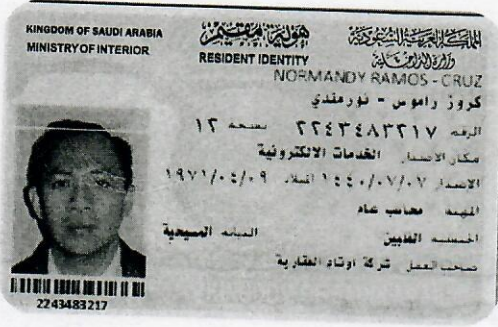 KINGDOM OF SAUDI ARABIA
MINISTRY OF INTERIOR
هوية مقيم
RESIDENT IDENTITY
المملكة العربية السعودية
وزارة الداخلية
NORMANDY RAMOS - CRUZ
كروز راموس - نورمندي
الرقم ٢٢٤٣٤٨٣٢١٧ نسخة ١٢
مكان الاصدار الخدمات الالكترونية
الاصدار ١٤٤٠/٠٧/٠٧ الميلاد ١٩٧١/٠٤/٠٩
المهنة محاسب عام
الجنسية الفلبين الديانة المسيحية
صاحب العمل شركة اوتاد العقارية
2243483217